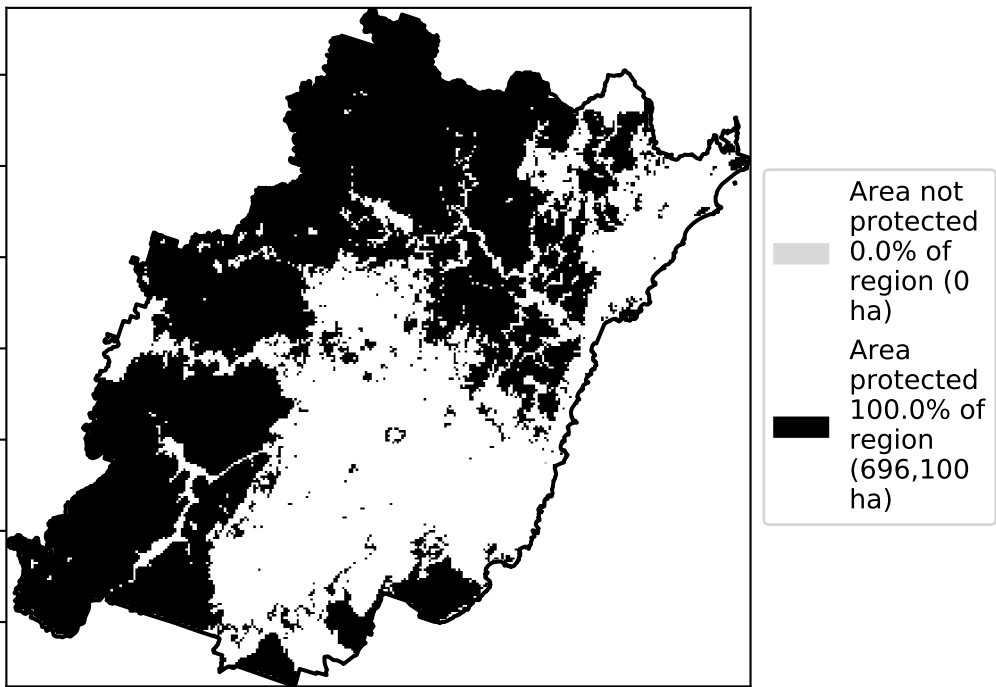 Area not
protected
0.0% of
region (0
ha)
Area
protected
100.0% of
region
(696,100
ha)